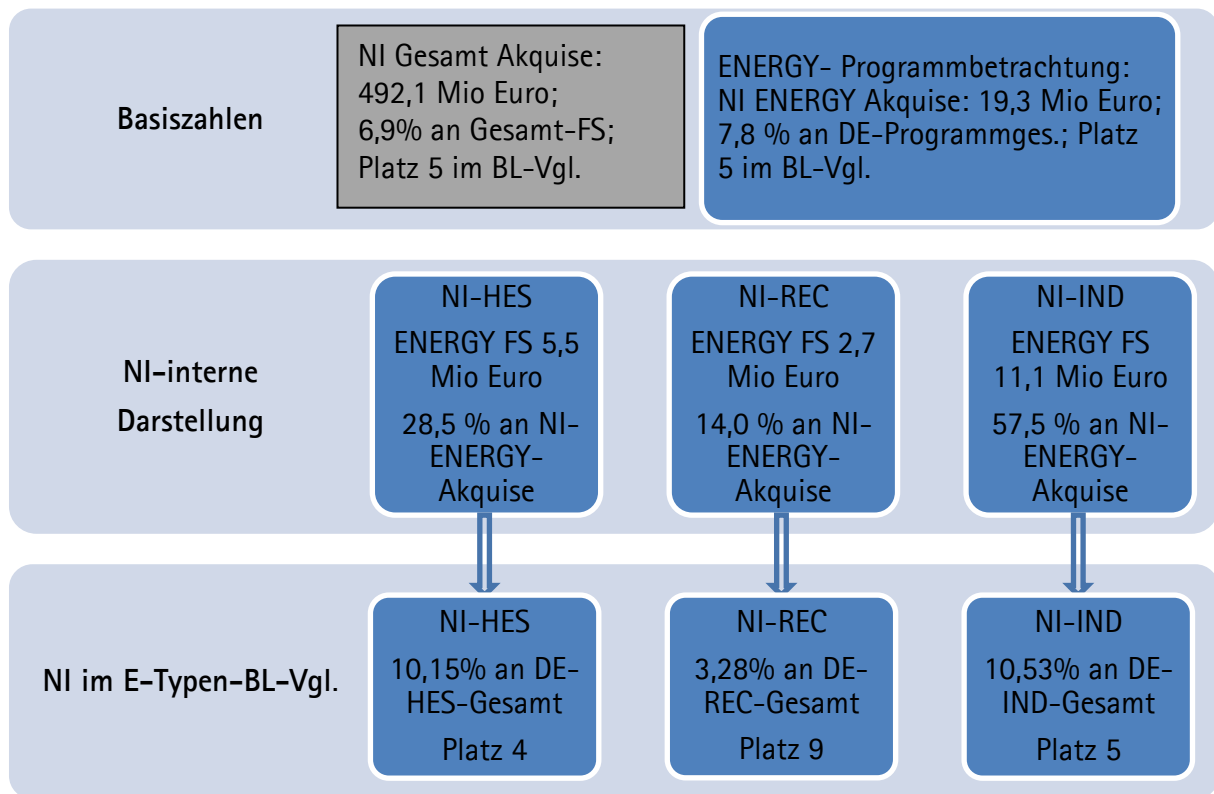 Basiszahlen
NI Gesamt Akquise:
492,1 Mio Euro;
6,9% an Gesamt-FS;
Platz 5 im BL-Vgl.
ENERGY- Programmbetrachtung:
NI ENERGY Akquise: 19,3 Mio Euro;
7,8 % an DE-Programmges.; Platz
5 im BL-Vgl.
NI-interne
Darstellung
NI-HES
ENERGY FS 5,5
Mio Euro
28,5 % an NI-
ENERGY-
Akquise
NI-REC
ENERGY FS 2,7
Mio Euro
14,0 % an NI-
ENERGY-
Akquise
NI-IND
ENERGY FS
11,1 Mio Euro
57,5 % an NI-
ENERGY-
Akquise
NI im E-Typen-BL-Vgl.
NI-HES
10,15% an DE-
HES-Gesamt
Platz 4
NI-REC
3,28% an DE-
REC-Gesamt
Platz 9
NI-IND
10,53% an DE-
IND-Gesamt
Platz 5